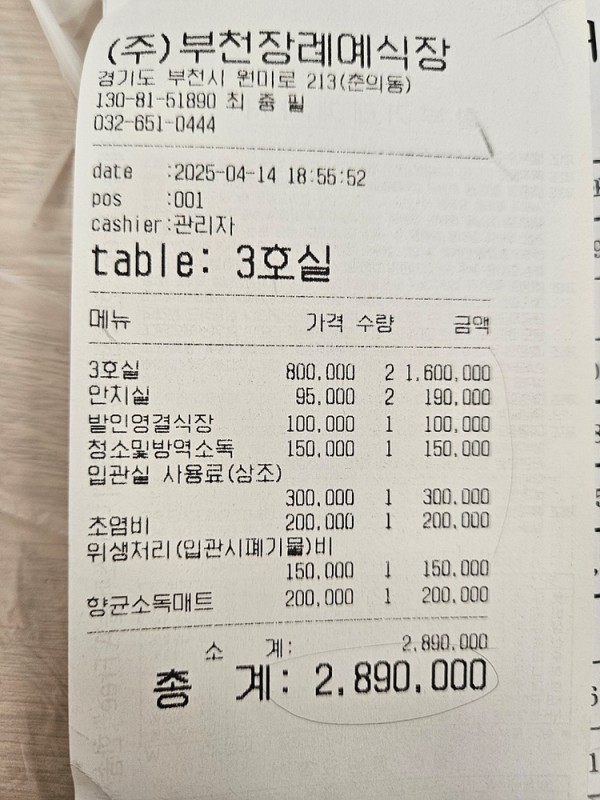 (주)부천장례예식장
경기도 부천시 원미로 213(춘의동)
130-81-51890 최 춤 필
032-651-0444
date :2025-04-14 18:55:52
pos :001
cashier:관리자
table: 3호실
메뉴 가격 수량 금액
3호실 800,000 2 1,600,000
안치실 95,000 2 190,000
발인영결식장 100,000 1 100,000
청소및방역소독 150,000 1 150,000
입관실 사용료(상조)
300,000 1 300,000
초염비 200,000 1 200,000
위생처리(입관시폐기물)비
150,000 1 150,000
향균소독매트 200,000 1 200,000
소 계: 2,890,000
총 계: 2,890,000